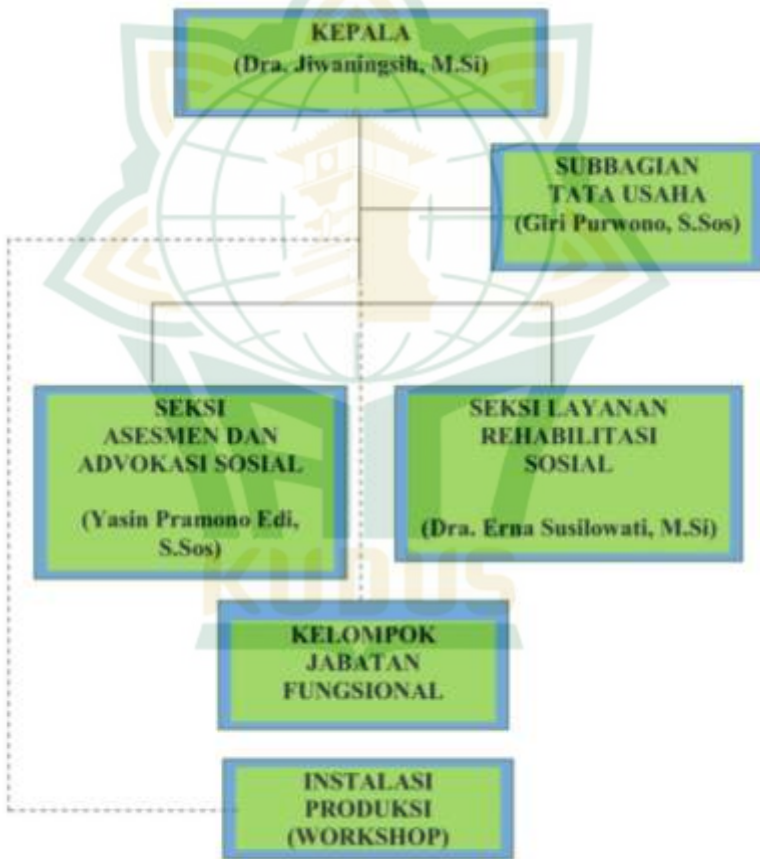 KEPALA
(Dra. Jiwaningsih, M.Si)
SUBBAGIAN
TATA USAHA
(Giri Purwono, S.Sos)
SEKSI
ASESMEN DAN
ADVOKASI SOSIAL
(Yasin Pramono Edi,
S.Sos)
SEKSI LAYANAN
REHABILITASI
SOSIAL
(Dra. Erna Susilowati, M.Si)
KUDUS
KELOMPOK
JABATAN
FUNGSIONAL
INSTALASI
PRODUKSI
(WORKSHOP)